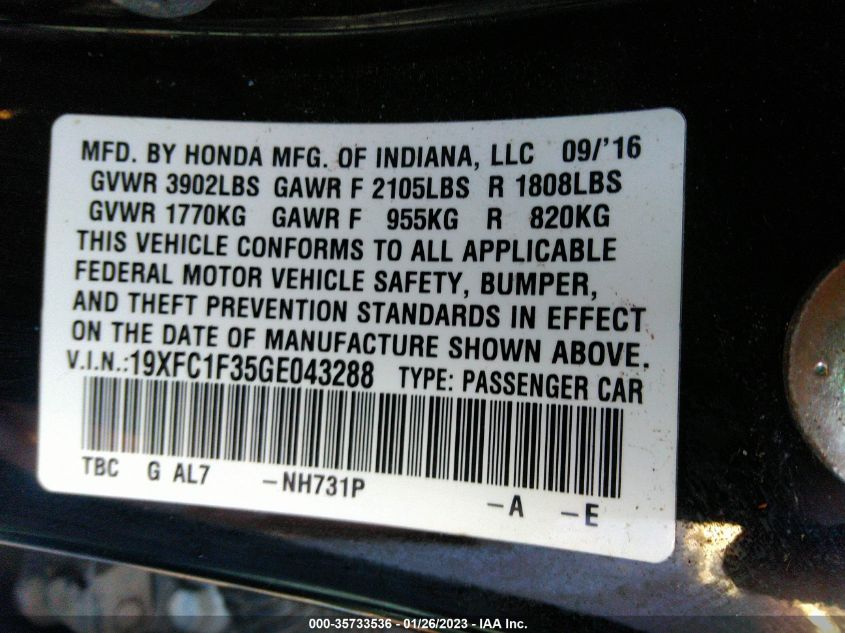 MFD. BY HONDA MFG. OF INDIANA, LLC 09/'16
GVWR 3902LBS GAWR F 2105LBS R 1808LBS
GVWR 1770KG GAWR F 955KG R 820KG
THIS VEHICLE CONFORMS TO ALL APPLICABLE
FEDERAL MOTOR VEHICLE SAFETY, BUMPER,
AND THEFT PREVENTION STANDARDS IN EFFECT
ON THE DATE OF MANUFACTURE SHOWN ABOVE.
V.I.N.:19XFC1F35GE043288 TYPE: PASSENGER CAR
TBC G AL7 -NH731P -A -E
000-35733536 - 01/26/2023 - IAA Inc.